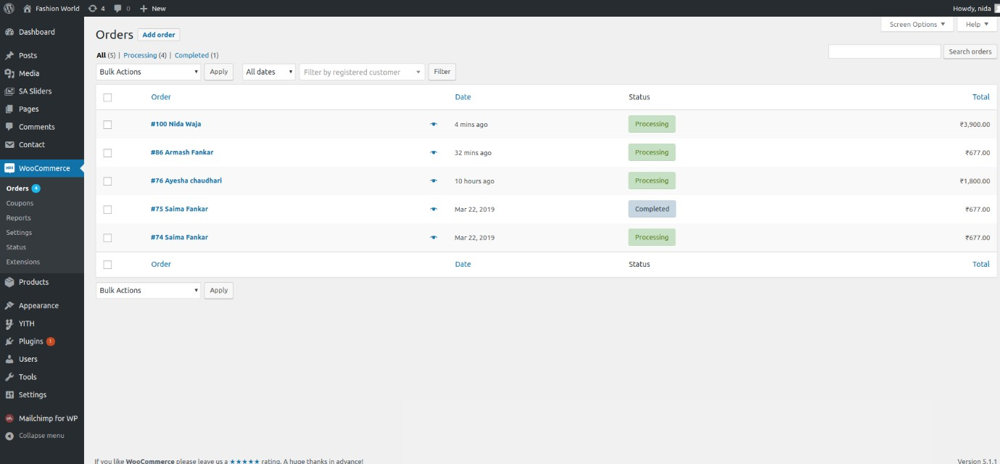 Fashion World 4 0 New Howdy, nida
Screen Options Help
Dashboard
Posts
Media
SA Sliders
Pages
Comments
Contact
WooCommerce
Orders 4
Coupons
Reports
Settings
Status
Extensions
Products
Appearance
YITH
Plugins 1
Users
Tools
Settings
Mailchimp for WP
Collapse menu
Orders Add order
All (5) | Processing (4) | Completed (1)
Search orders
Bulk Actions Apply All dates Filter by registered customer Filter
Order Date Status Total
#100 Nida Waja 4 mins ago Processing ₹3,900.00
#86 Armash Fankar 32 mins ago Processing ₹677.00
#76 Ayesha chaudhari 10 hours ago Processing ₹1,800.00
#75 Saima Fankar Mar 22, 2019 Completed ₹677.00
#74 Saima Fankar Mar 22, 2019 Processing ₹677.00
Order Date Status Total
Bulk Actions Apply
If you like WooCommerce please leave us a ★★★★★ rating. A huge thanks in advance! Version 5.1.1